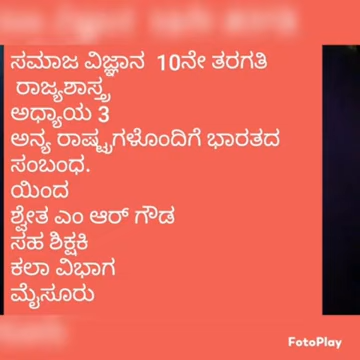 ಸಮಾಜ ವಿಜ್ಞಾನ 10ನೇ ತರಗತಿ
ರಾಜ್ಯಶಾಸ್ತ್ರ
ಅಧ್ಯಾಯ 3
ಅನ್ಯ ರಾಷ್ಟ್ರಗಳೊಂದಿಗೆ ಭಾರತದ
ಸಂಬಂಧ.
ಯಿಂದ
ಶ್ವೇತ ಎಂ ಆರ್ ಗೌಡ
ಸಹ ಶಿಕ್ಷಕಿ
ಕಲಾ ವಿಭಾಗ
ಮೈಸೂರು
FotoPlay